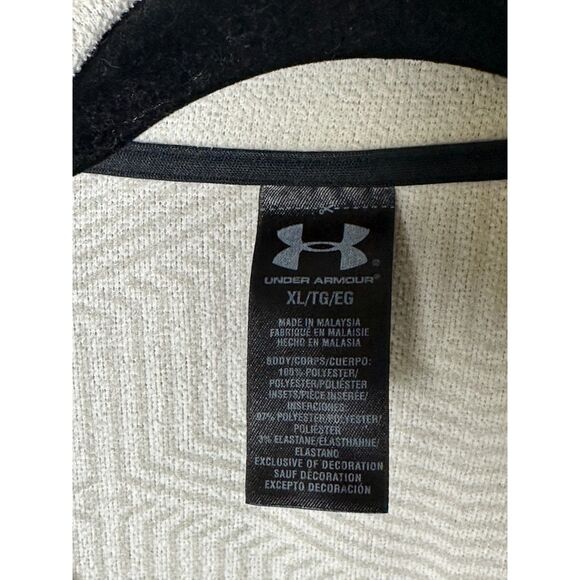 UNDER ARMOUR®
XL/TG/EG
MADE IN MALAYSIA
FABRIQUÉ EN MALAISIE
HECHO EN MALASIA
BODY/CORPS/CUERPO:
100% POLYESTER/
POLYESTER/POLIÉSTER
INSETS/PIÈCE INSÉRÉE/
INSERCIONES:
97% POLYESTER/POLYESTER/
POLIÉSTER
3% ELASTANE/ÉLASTHANNE/
ELASTANO
EXCLUSIVE OF DECORATION
SAUF DÉCORATION
EXCEPTO DECORACIÓN